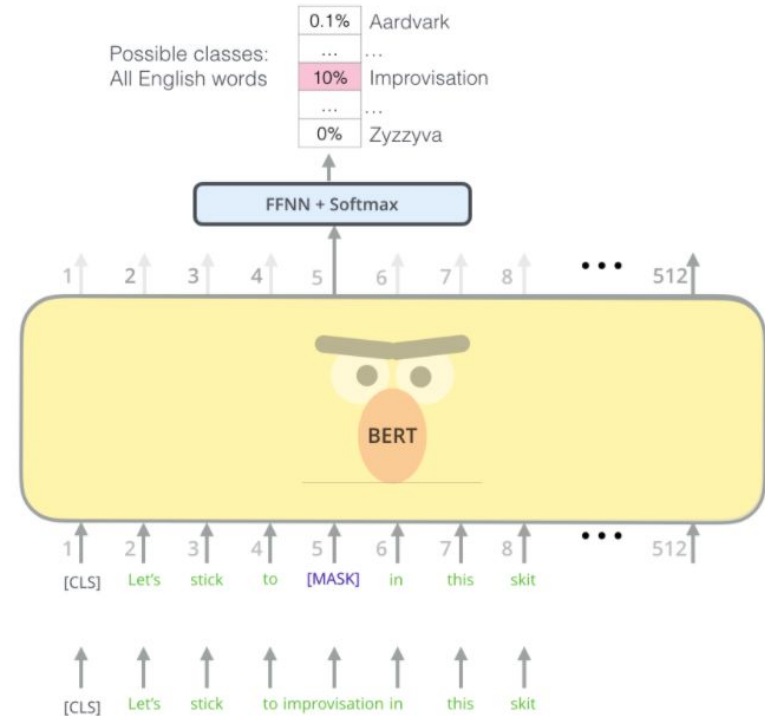 0.1% Aardvark
Possible classes: ... ...
All English words 10% Improvisation
... ...
0% Zyzzyva
FFNN + Softmax
1 2 3 4 5 6 7 8 ... 512
BERT
1 2 3 4 5 6 7 8 ... 512
[CLS] Let's stick to [MASK] in this skit
[CLS] Let's stick to improvisation in this skit